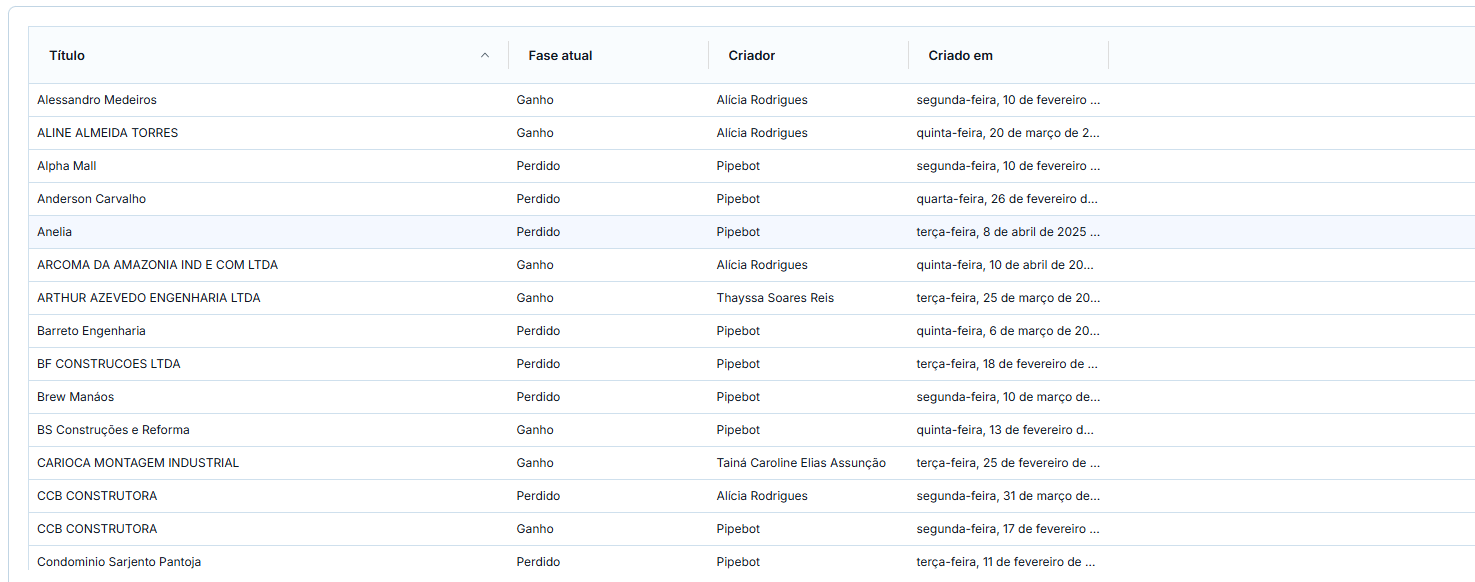 Título Fase atual Criador Criado em
Alessandro Medeiros Ganho Alícia Rodrigues segunda-feira, 10 de fevereiro ...
ALINE ALMEIDA TORRES Ganho Alícia Rodrigues quinta-feira, 20 de março de 2...
Alpha Mall Perdido Pipebot segunda-feira, 10 de fevereiro ...
Anderson Carvalho Perdido Pipebot quarta-feira, 26 de fevereiro d...
Anelia Perdido Pipebot terça-feira, 8 de abril de 2025 ...
ARCOMA DA AMAZONIA IND E COM LTDA Ganho Alícia Rodrigues quinta-feira, 10 de abril de 20...
ARTHUR AZEVEDO ENGENHARIA LTDA Ganho Thayssa Soares Reis terça-feira, 25 de março de 20...
Barreto Engenharia Perdido Pipebot quinta-feira, 6 de março de 20...
BF CONSTRUCOES LTDA Perdido Pipebot terça-feira, 18 de fevereiro de ...
Brew Manáos Perdido Pipebot segunda-feira, 10 de março de...
BS Construções e Reforma Ganho Pipebot quinta-feira, 13 de fevereiro d...
CARIOCA MONTAGEM INDUSTRIAL Ganho Tainá Caroline Elias Assunção terça-feira, 25 de fevereiro de ...
CCB CONSTRUTORA Perdido Alícia Rodrigues segunda-feira, 31 de março de...
CCB CONSTRUTORA Ganho Pipebot segunda-feira, 17 de fevereiro ...
Condominio Sarjento Pantoja Perdido Pipebot terça-feira, 11 de fevereiro de ...